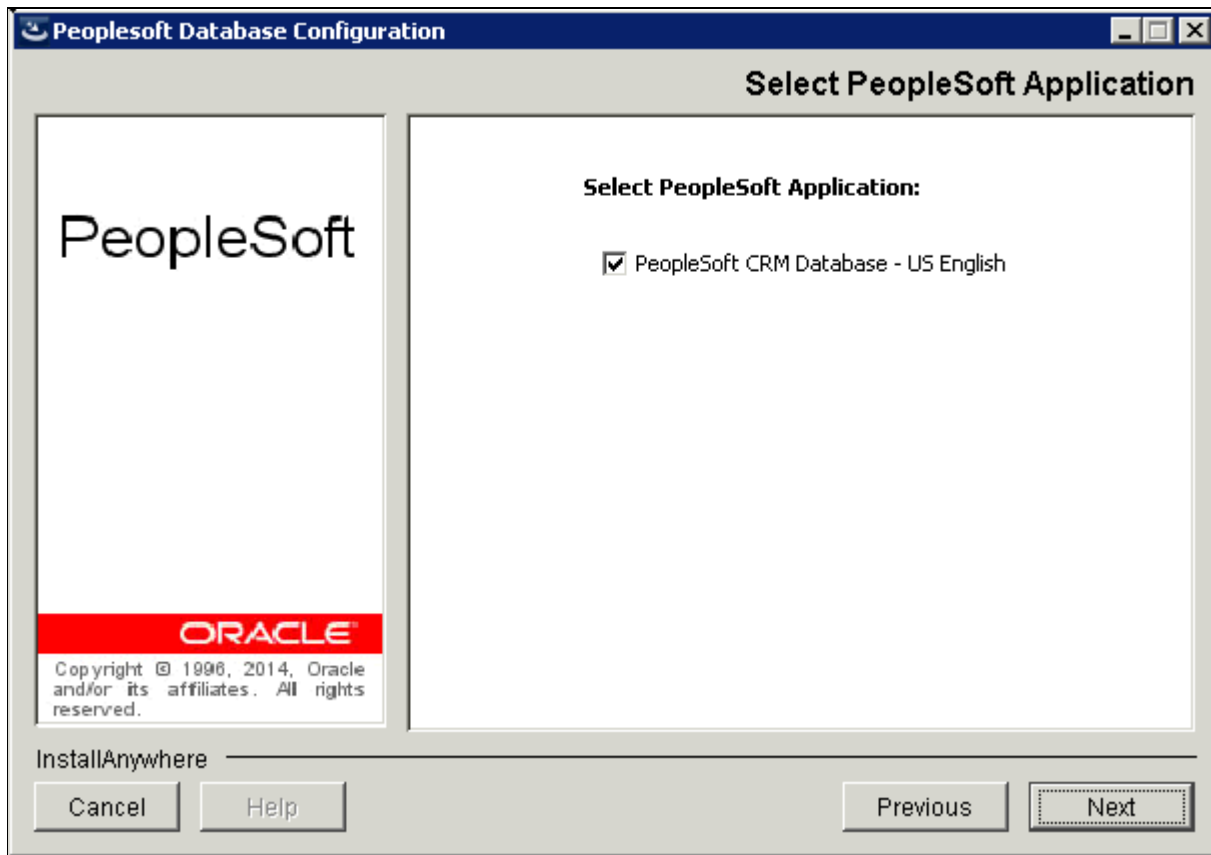 Peoplesoft Database Configuration
Select PeopleSoft Application
PeopleSoft
Select PeopleSoft Application:
PeopleSoft CRM Database - US English
ORACLE
Copyright © 1996, 2014, Oracle
and/or its affiliates. All rights
reserved.
InstallAnywhere
Cancel
Help
Previous
Next